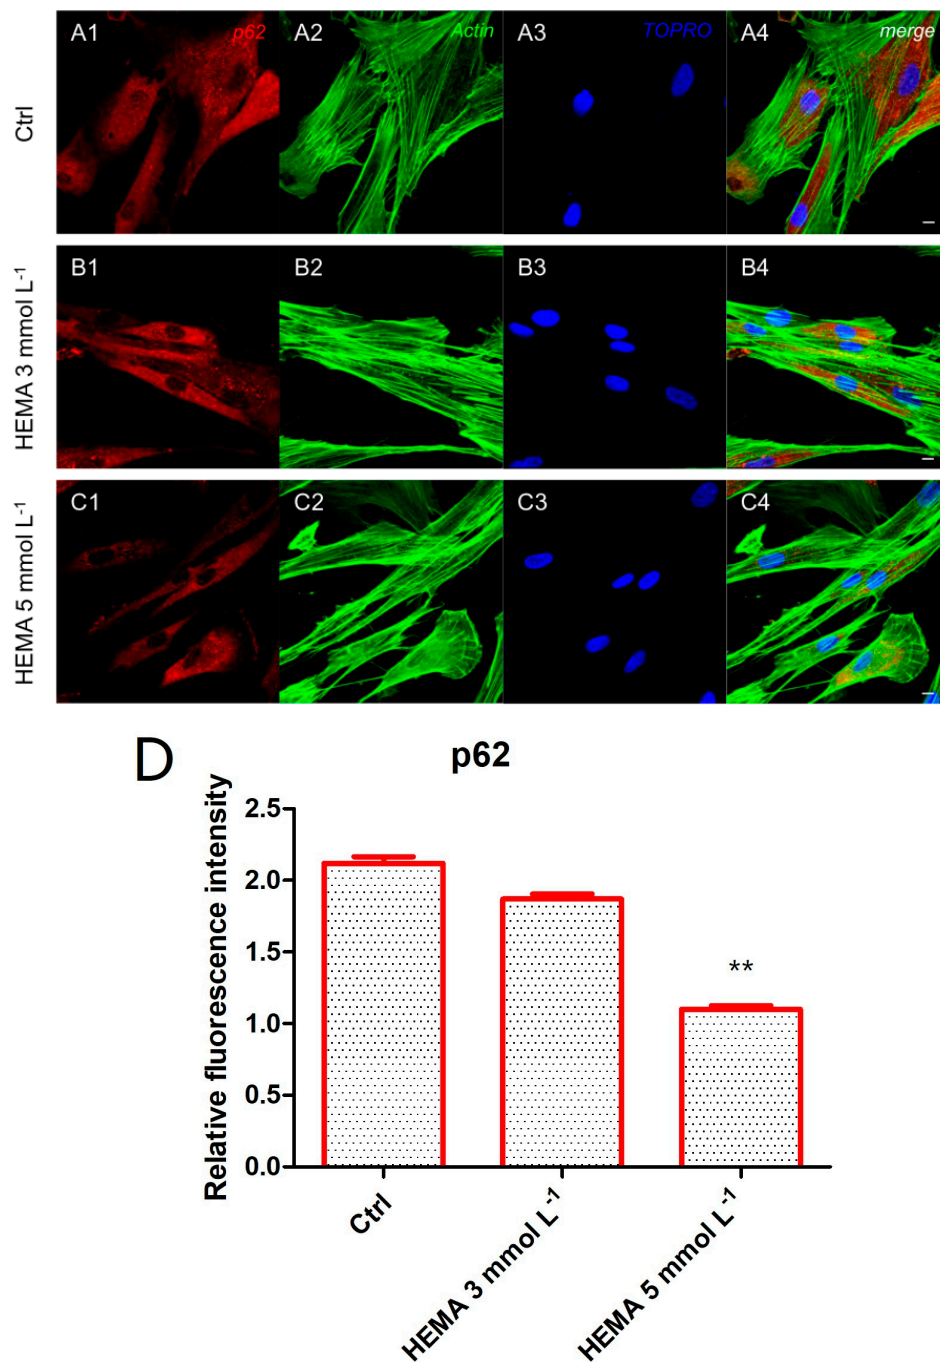 A1 p62 A2 Actin A3 TOPRO A4 merge
Ctrl
B1 B2 B3 B4
HEMA 3 mmol L⁻¹
C1 C2 C3 C4
HEMA 5 mmol L⁻¹
D p62
Relative fluorescence intensity
2.5
2.0
1.5
**
1.0
0.5
0.0
Ctrl
HEMA 3 mmol L⁻¹
HEMA 5 mmol L⁻¹